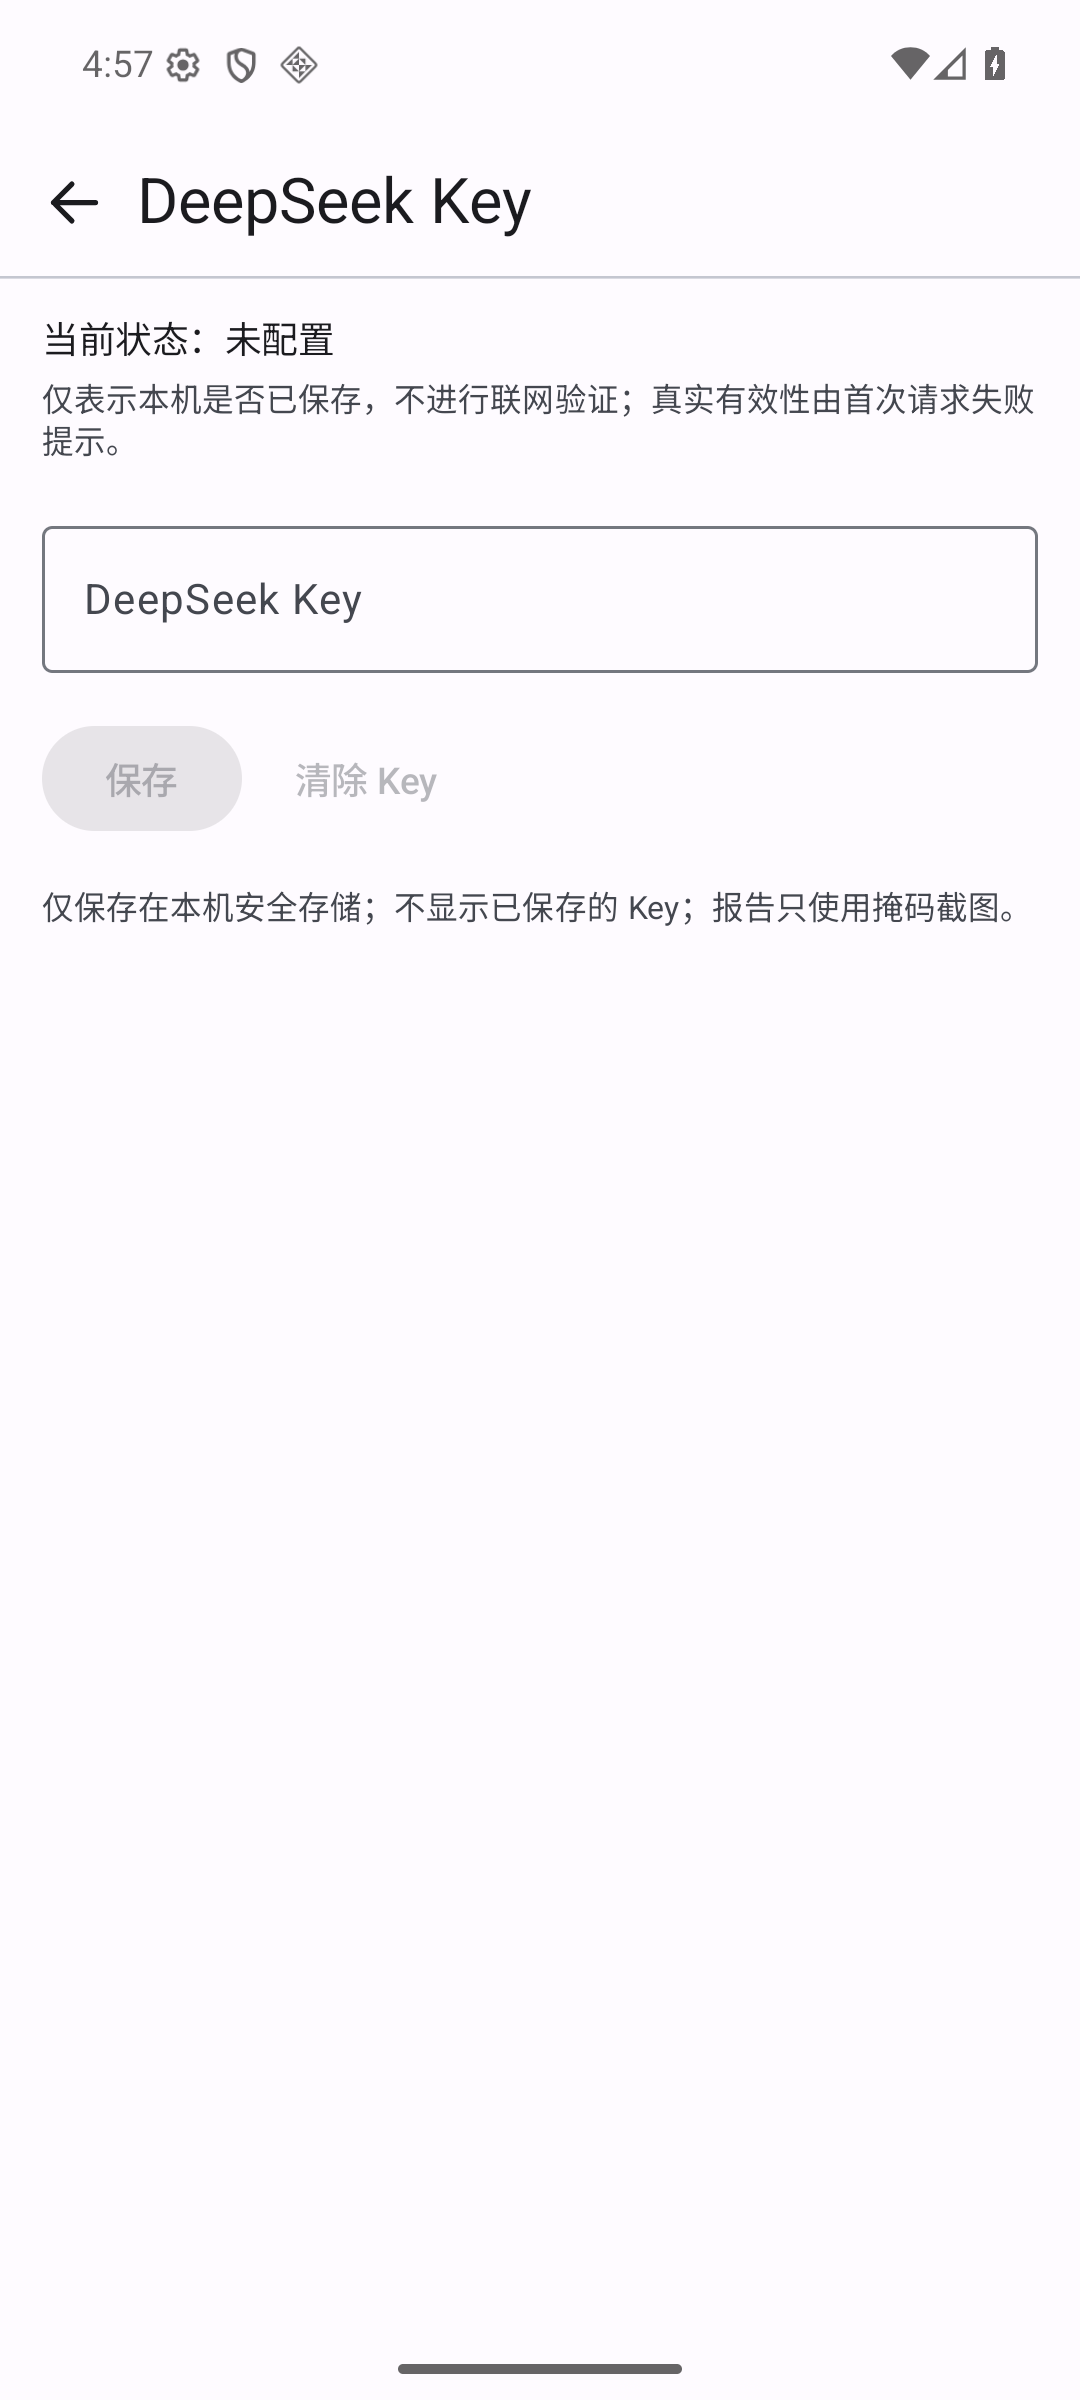 4:57
DeepSeek Key
当前状态：未配置
仅表示本机是否已保存，不进行联网验证；真实有效性由首次请求失败
提示。
DeepSeek Key
保存
清除 Key
仅保存在本机安全存储；不显示已保存的 Key；报告只使用掩码截图。